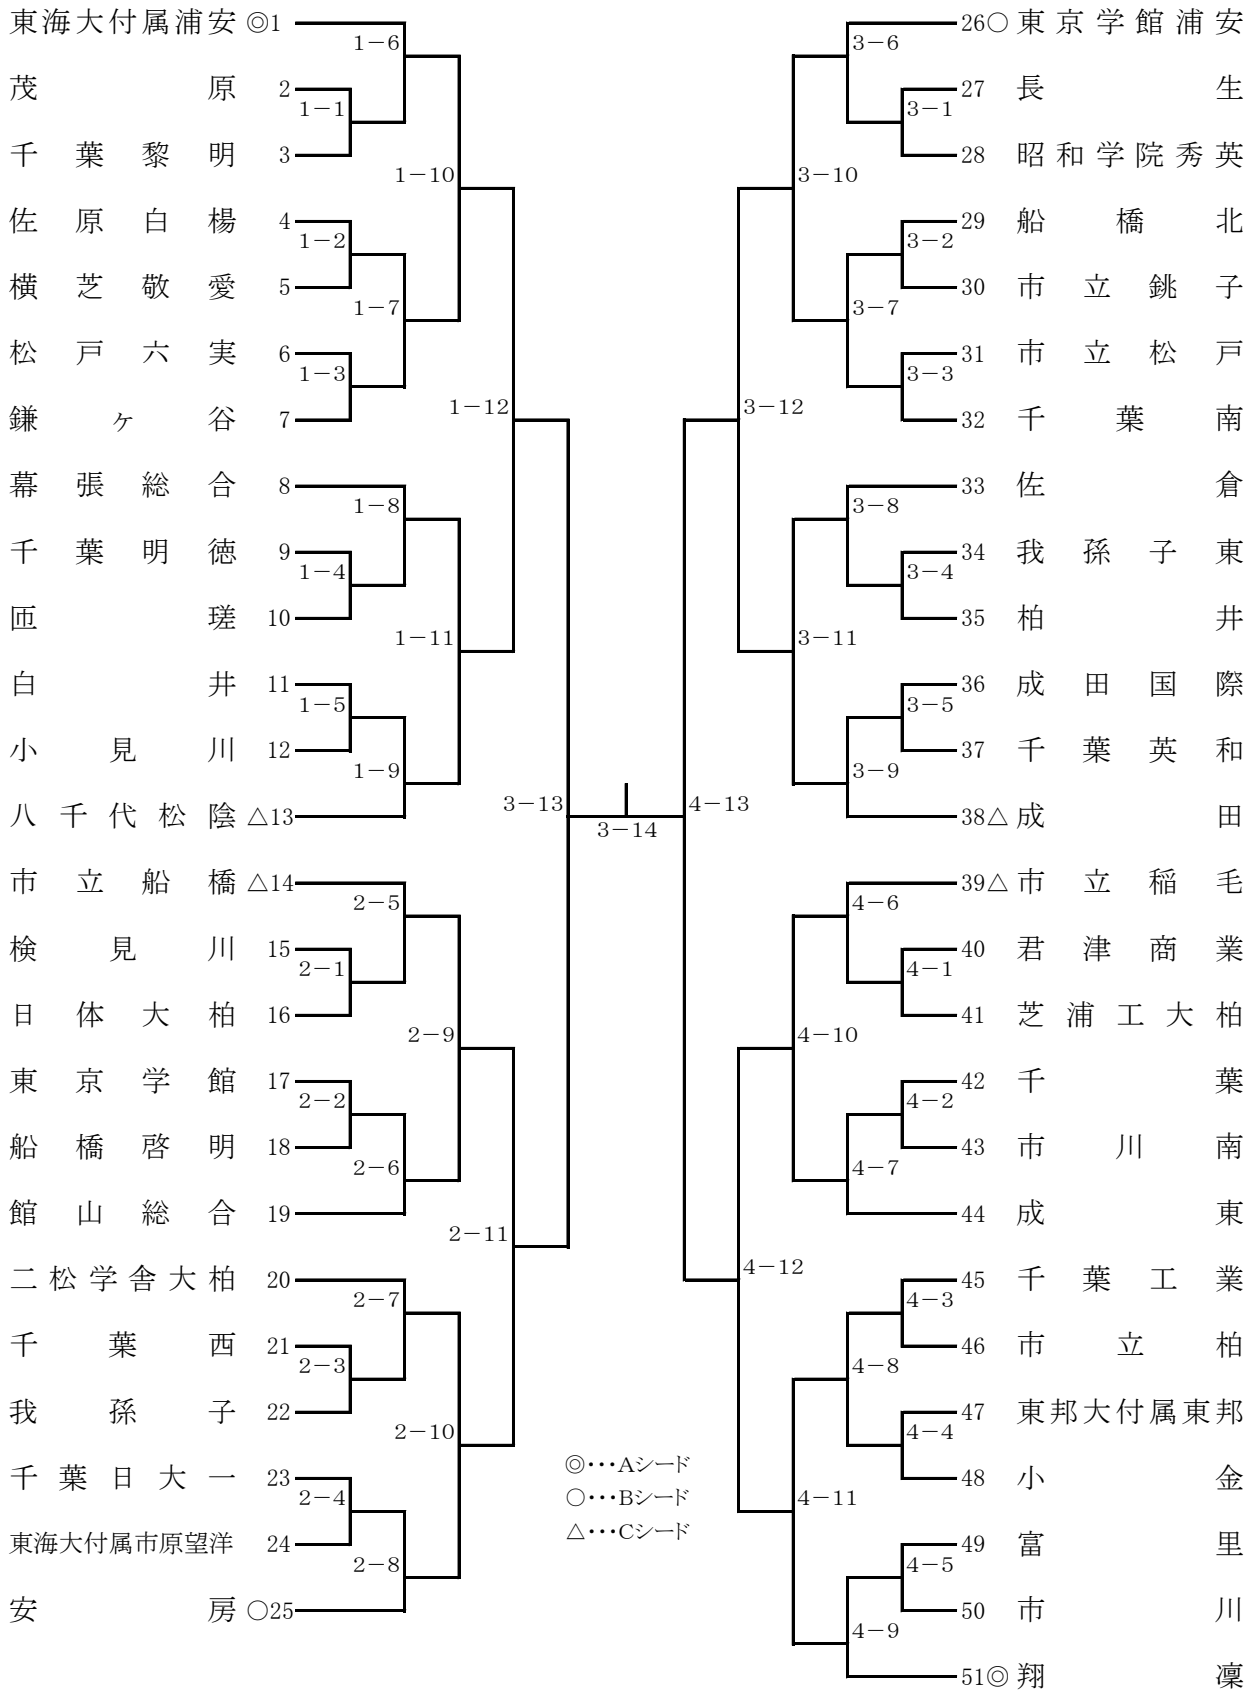 東海大付属浦安 ◎1
1-6
茂原 2
1-1
千葉黎明 3
1-10
佐原白楊 4
1-2
横芝敬愛 5
1-7
松戸六実 6
1-3
鎌ヶ谷 7
1-12
幕張総合 8
1-8
千葉明徳 9
1-4
匝瑳 10
1-11
白井 11
1-5
小見川 12
1-9
八千代松陰 △13
3-13
市立船橋 △14
2-5
検見川 15
2-1
日体大柏 16
2-9
東京学館 17
2-2
船橋啓明 18
2-6
館山総合 19
2-11
二松学舎大柏 20
2-7
千葉西 21
2-3
我孫子 22
2-10
千葉日大一 23
2-4
東海大付属市原望洋 24
2-8
安房 ○25
3-14
◎・・・Aシード
○・・・Bシード
△・・・Cシード
26○ 東京学館浦安
3-6
27 長生
3-1
28 昭和学院秀英
3-10
29 船橋北
3-2
30 市立銚子
3-7
31 市立松戸
3-3
32 千葉南
3-12
33 佐倉
3-8
34 我孫子東
3-4
35 柏井
3-11
36 成田国際
3-5
37 千葉英和
3-9
38△ 成田
4-13
39△ 市立稲毛
4-6
40 君津商業
4-1
41 芝浦工大柏
4-10
42 千葉
4-2
43 市川南
4-7
44 成東
4-12
45 千葉工業
4-3
46 市立柏
4-8
47 東邦大付属東邦
4-4
48 小金
4-11
49 富里
4-5
50 市川
4-9
51◎ 翔凜